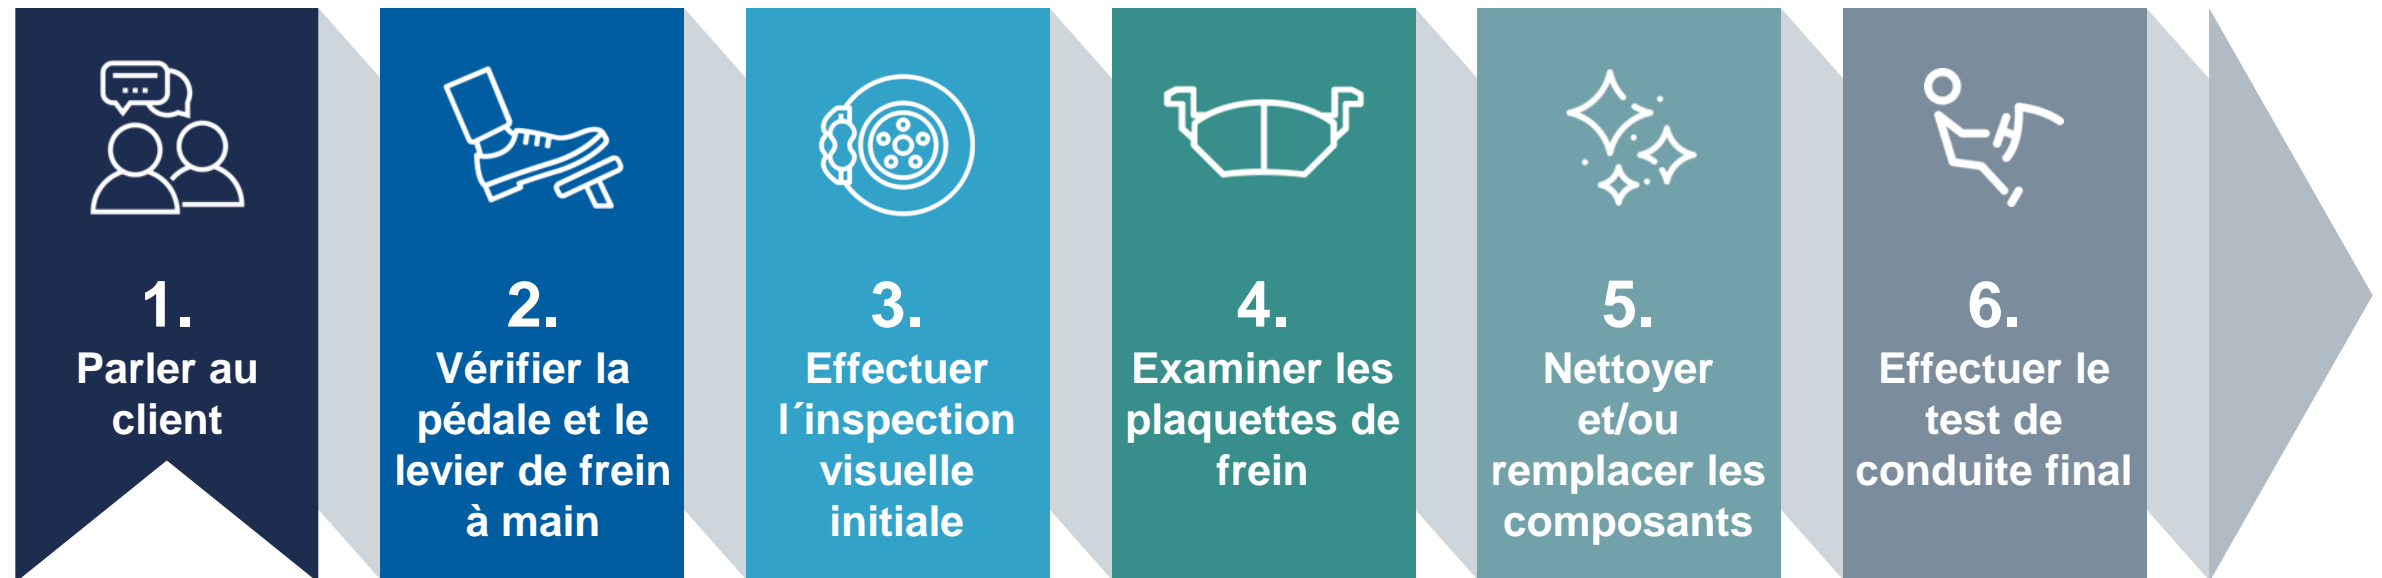 1.
Parler au
client
2.
Vérifier la
pédale et le
levier de frein
à main
3.
Effectuer
l´inspection
visuelle
initiale
4.
Examiner les
plaquettes de
frein
5.
Nettoyer
et/ou
remplacer les
composants
6.
Effectuer le
test de
conduite final